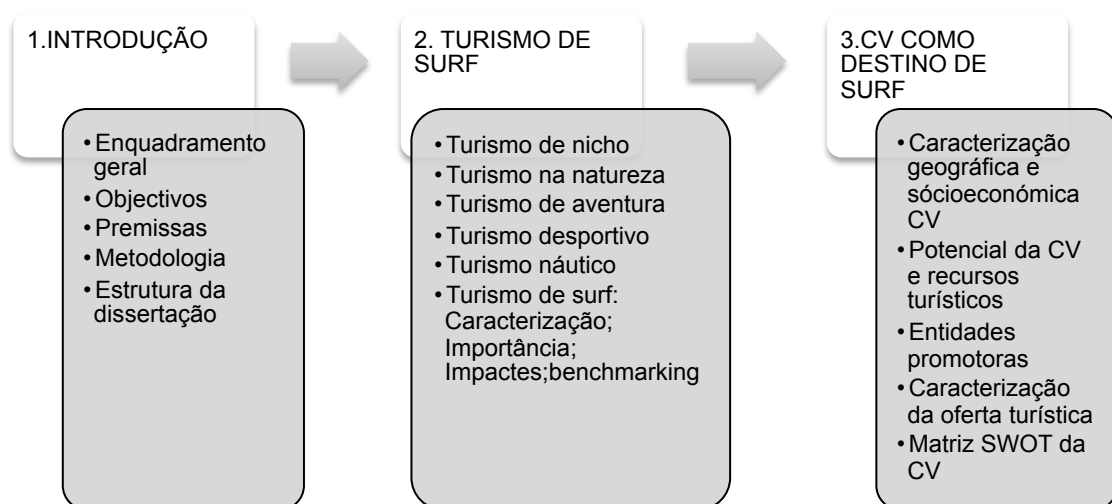 1.INTRODUÇÃO
• Enquadramento
geral
• Objectivos
• Premissas
• Metodologia
• Estrutura da
dissertação
2. TURISMO DE
SURF
• Turismo de nicho
• Turismo na natureza
• Turismo de aventura
• Turismo desportivo
• Turismo náutico
• Turismo de surf:
Caracterização;
Importância;
Impactes;benchmarking
3.CV COMO
DESTINO DE
SURF
• Caracterização
geográfica e
sócioeconómica
CV
• Potencial da CV
e recursos
turísticos
• Entidades
promotoras
• Caracterização
da oferta turística
• Matriz SWOT da
CV